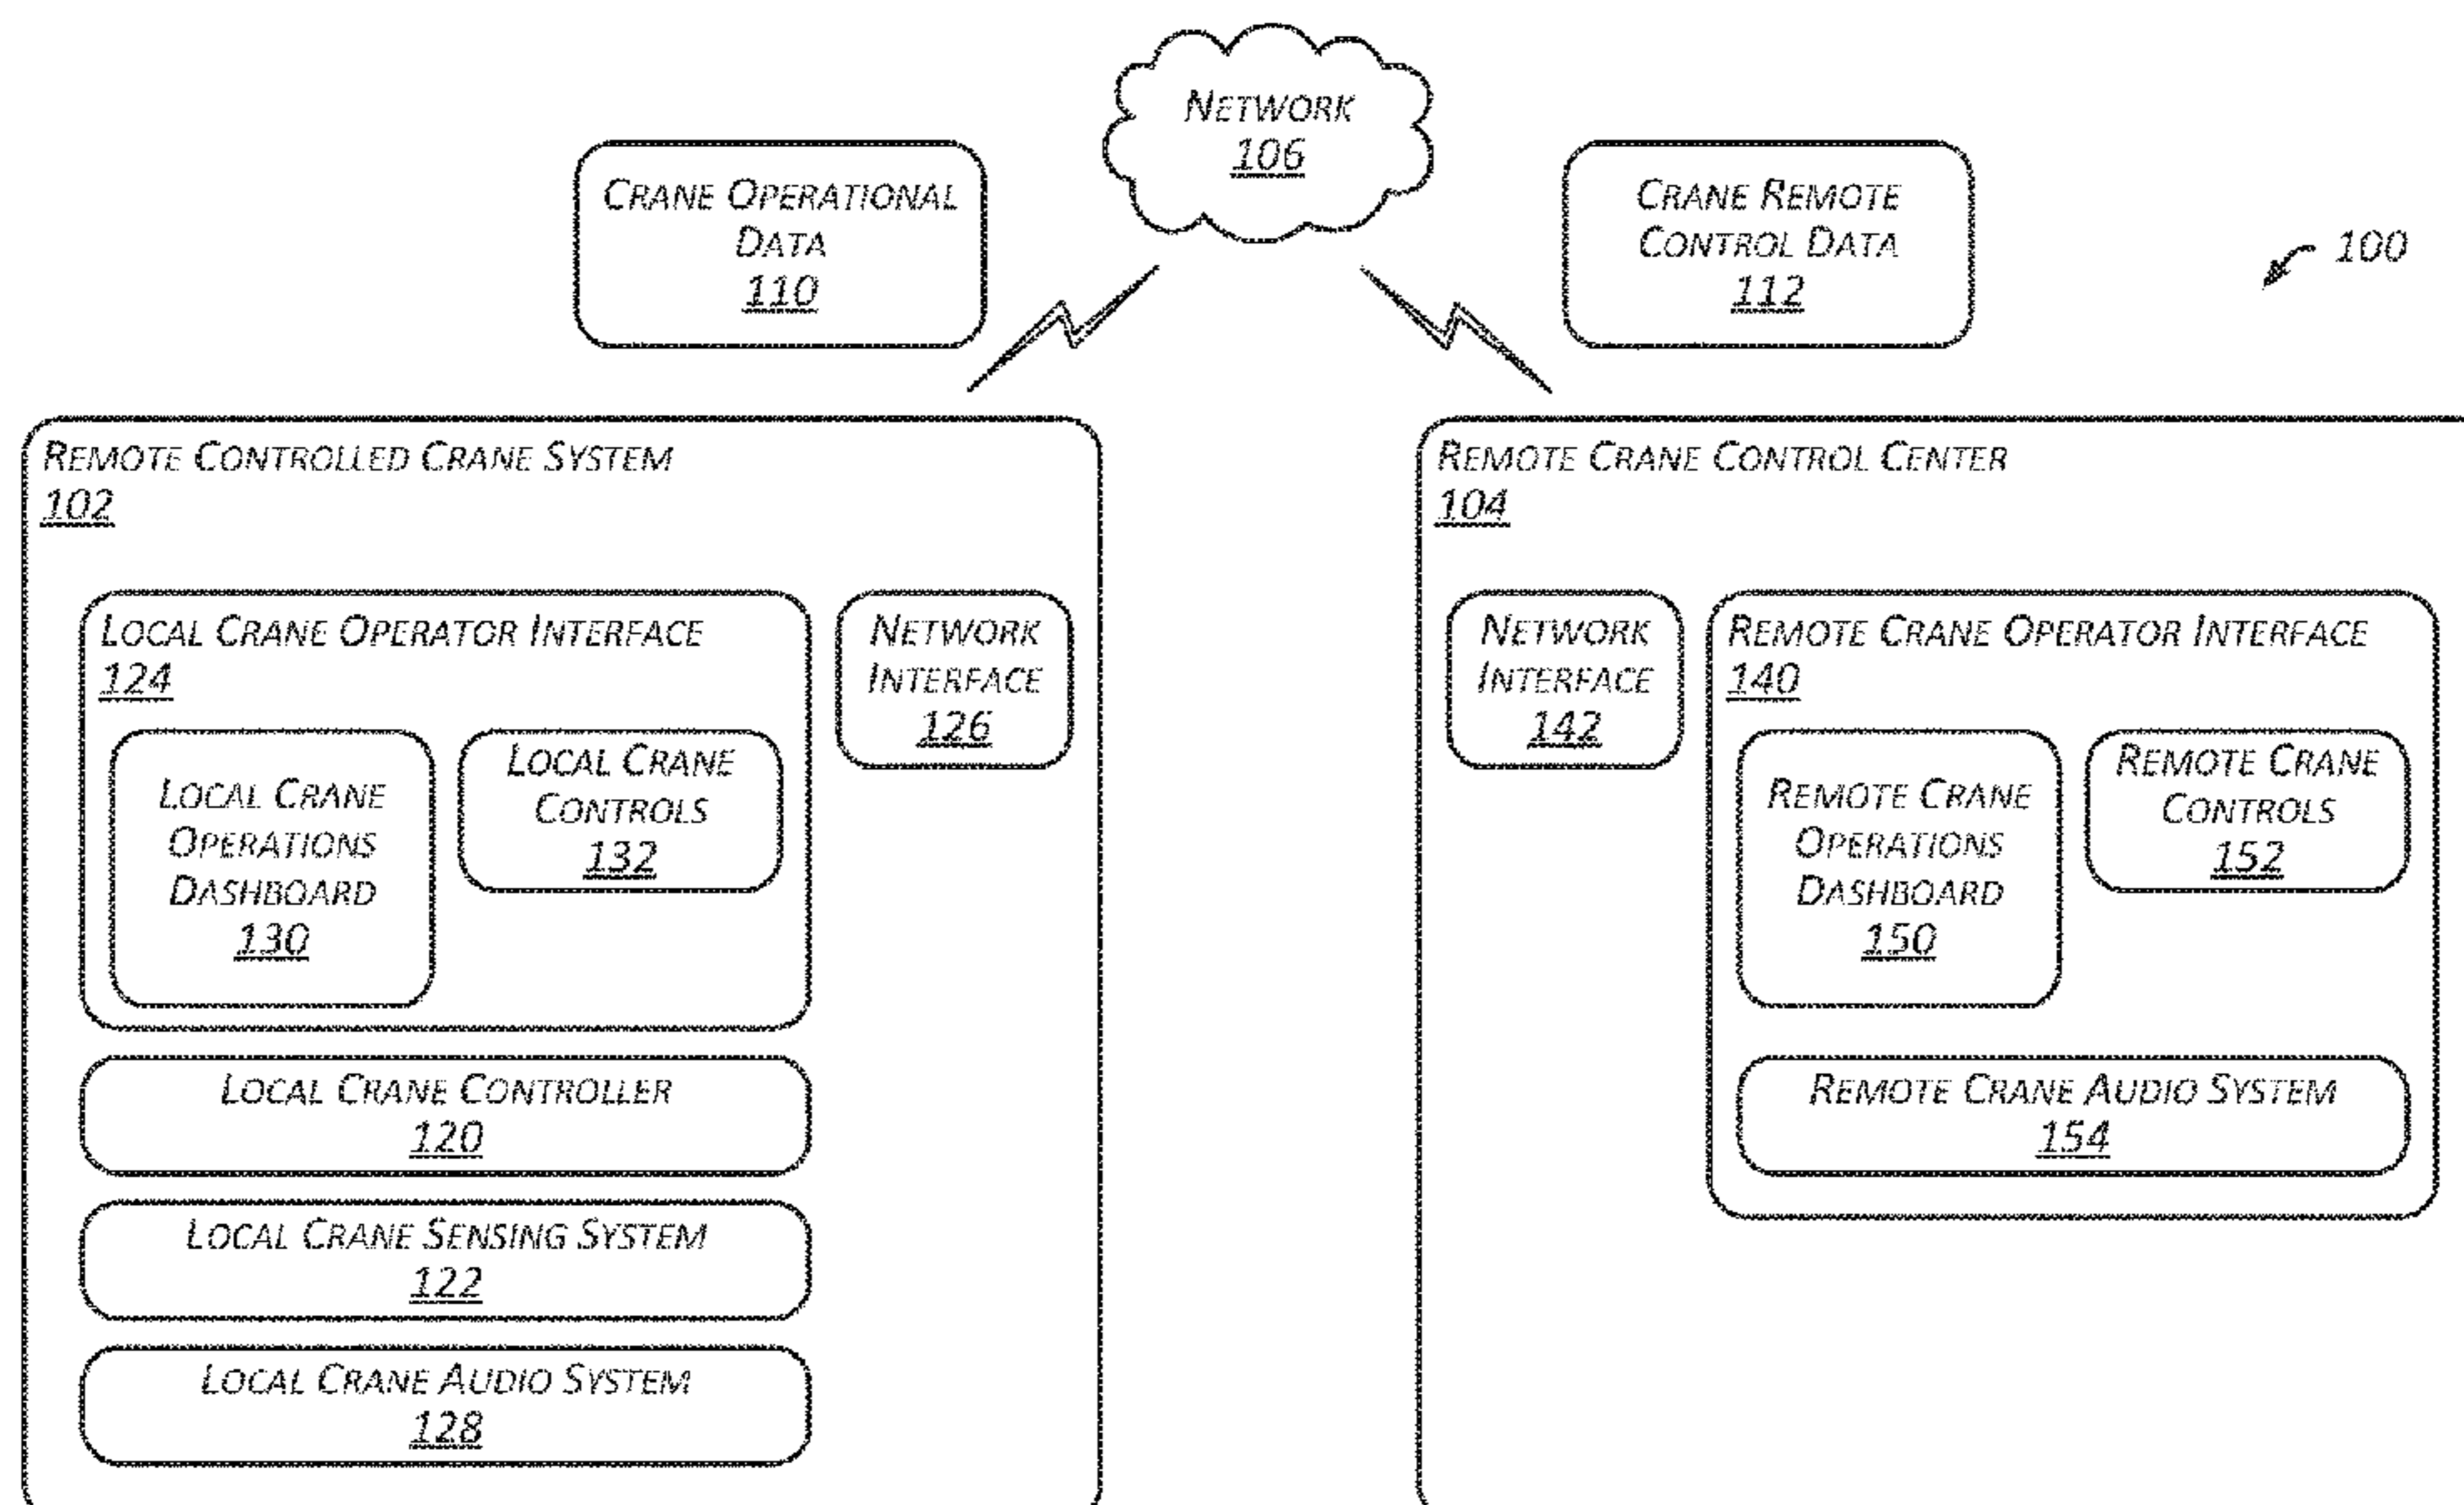 NETWORK
106
CRANE OPERATIONAL
DATA
110
CRANE REMOTE
CONTROL DATA
112
100
REMOTE CONTROLLED CRANE SYSTEM
102
LOCAL CRANE OPERATOR INTERFACE
124
LOCAL CRANE
OPERATIONS
DASHBOARD
130
LOCAL CRANE
CONTROLS
132
NETWORK
INTERFACE
126
LOCAL CRANE CONTROLLER
120
LOCAL CRANE SENSING SYSTEM
122
LOCAL CRANE AUDIO SYSTEM
128
REMOTE CRANE CONTROL CENTER
104
NETWORK
INTERFACE
142
REMOTE CRANE OPERATOR INTERFACE
140
REMOTE CRANE
OPERATIONS
DASHBOARD
150
REMOTE CRANE
CONTROLS
152
REMOTE CRANE AUDIO SYSTEM
154